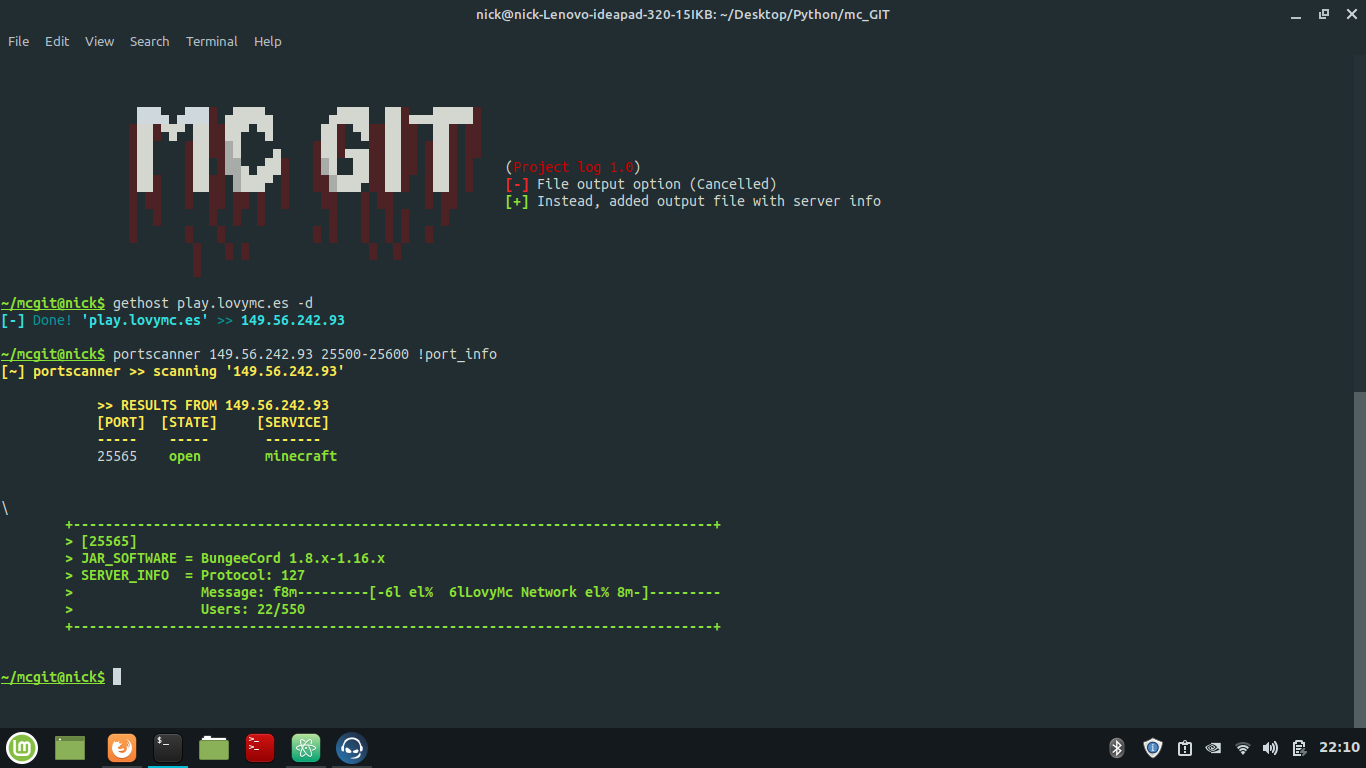 nick@nick-Lenovo-ideapad-320-15IKB: ~/Desktop/Python/mc_GIT
File Edit View Search Terminal Help
MC GIT
(Project log 1.0)
[-] File output option (Cancelled)
[+] Instead, added output file with server info
~/mcgit@nick$ gethost play.lovymc.es -d
[-] Done! 'play.lovymc.es' >> 149.56.242.93
~/mcgit@nick$ portscanner 149.56.242.93 25500-25600 !port_info
[~] portscanner >> scanning '149.56.242.93'
>> RESULTS FROM 149.56.242.93
[PORT] [STATE] [SERVICE]
----- ----- -------
25565 open minecraft
\
+--------------------------------------------------------------------------------+
> [25565]
> JAR_SOFTWARE = BungeeCord 1.8.x-1.16.x
> SERVER_INFO = Protocol: 127
> Message: f8m---------[-6l el% 6lLovyMc Network el% 8m-]---------
> Users: 22/550
+--------------------------------------------------------------------------------+
~/mcgit@nick$
22:10